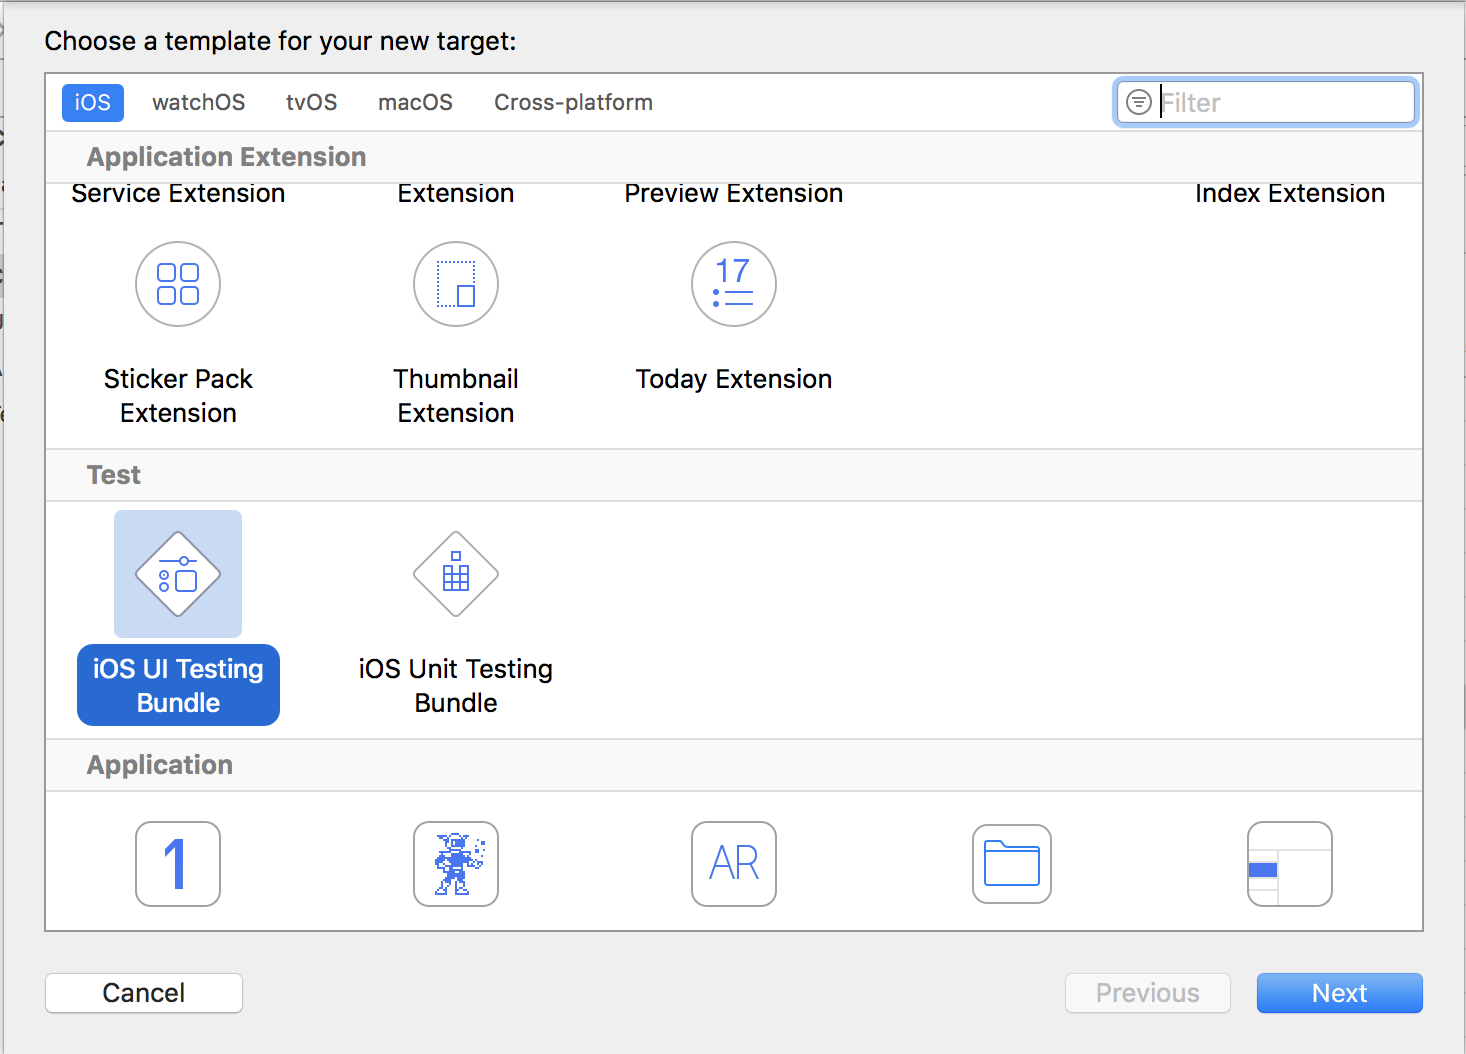 Choose a template for your new target:
iOS watchOS tvOS macOS Cross-platform Filter
Application Extension
Service Extension Extension Preview Extension Index Extension
17
Sticker Pack Extension
Thumbnail Extension
Today Extension
Test
iOS UI Testing Bundle
iOS Unit Testing Bundle
Application
1 AR
Cancel Previous Next